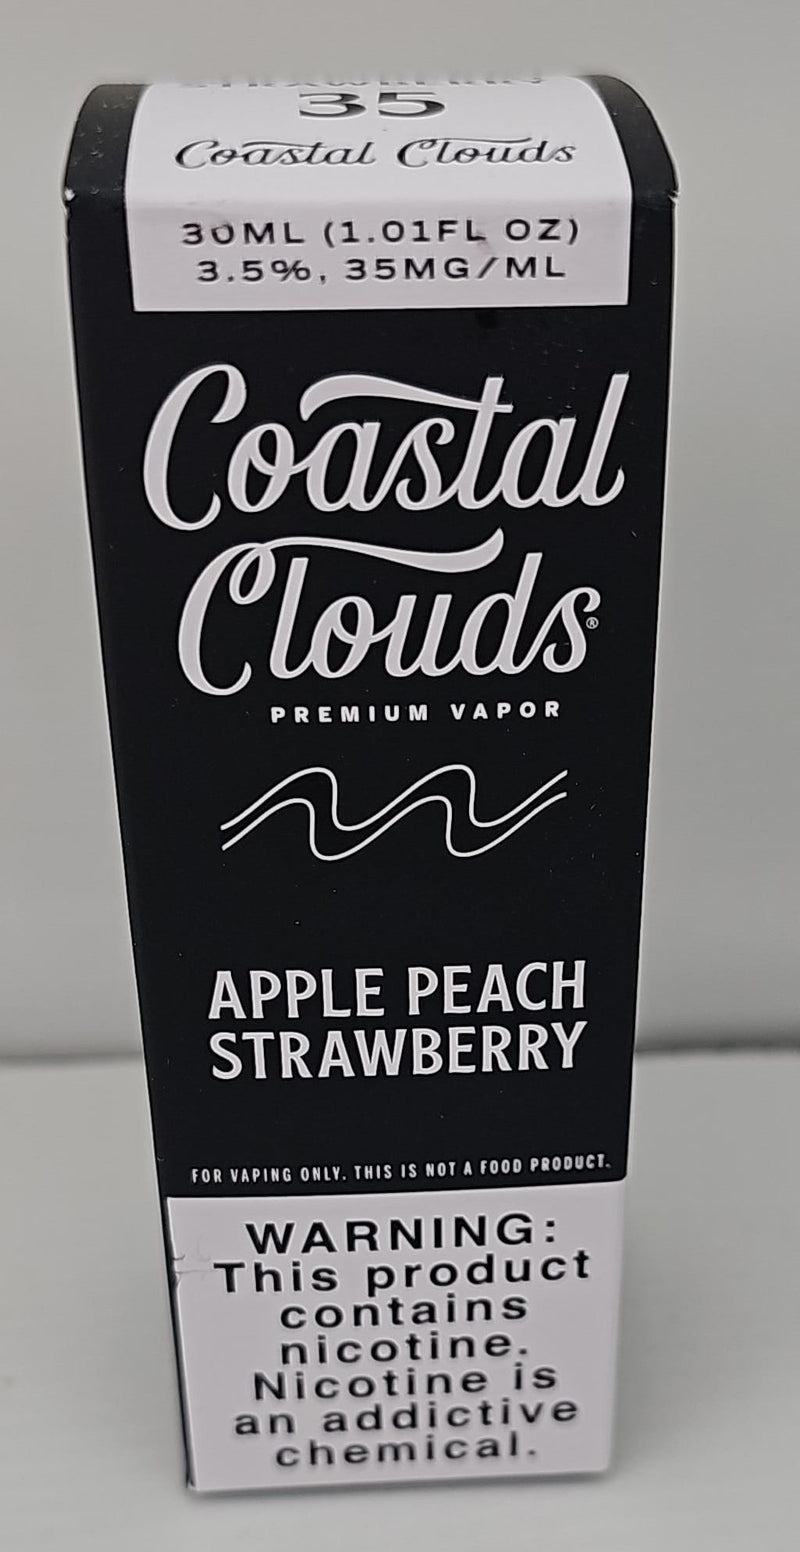 35
Coastal Clouds
30ML (1.01FL OZ)
3.5%, 35MG/ML
Coastal
Clouds®
PREMIUM VAPOR
APPLE PEACH
STRAWBERRY
FOR VAPING ONLY. THIS IS NOT A FOOD PRODUCT.
WARNING:
This product
contains
nicotine.
Nicotine is
an addictive
chemical.